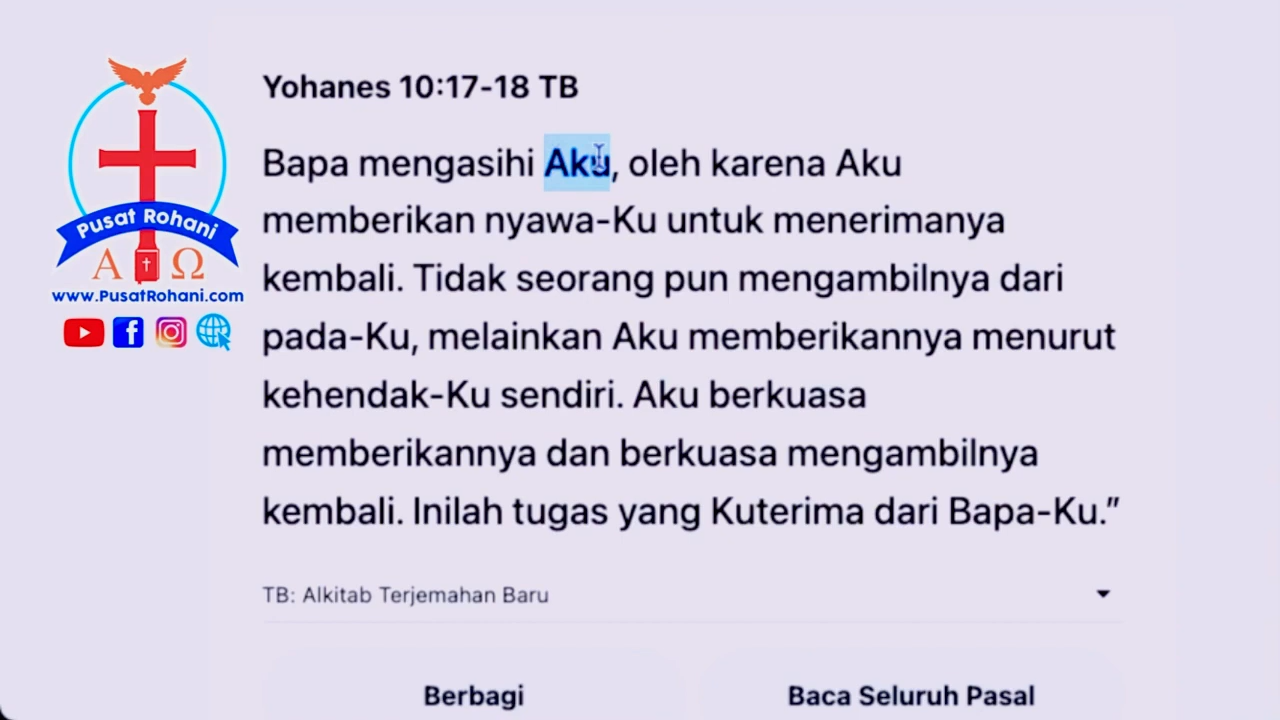 Yohanes 10:17-18 TB
Bapa mengasihi Aku, oleh karena Aku
memberikan nyawa-Ku untuk menerimanya
kembali. Tidak seorang pun mengambilnya dari
pada-Ku, melainkan Aku memberikannya menurut
kehendak-Ku sendiri. Aku berkuasa
memberikannya dan berkuasa mengambilnya
kembali. Inilah tugas yang Kuterima dari Bapa-Ku.”
TB: Alkitab Terjemahan Baru
Berbagi
Baca Seluruh Pasal
Pusat Rohani
Α Ω
www.PusatRohani.com